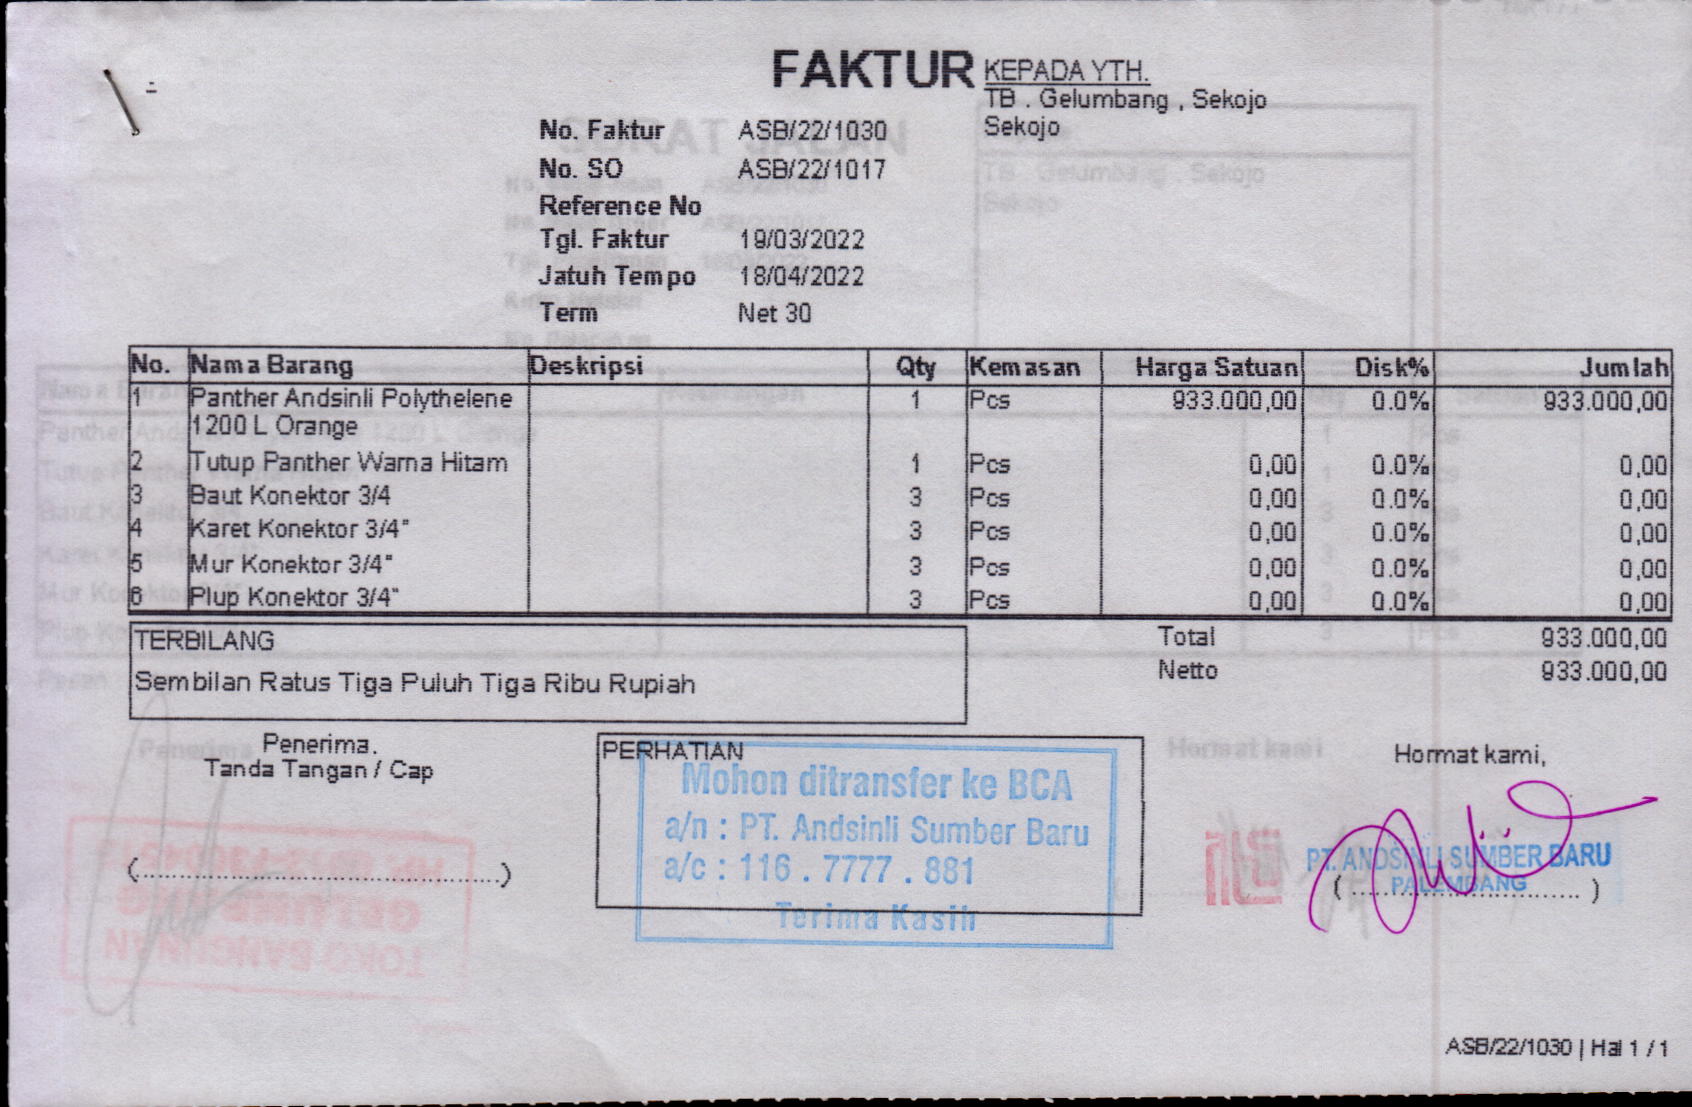 FAKTUR
KEPADA YTH.
TB . Gelumbang , Sekojo
Sekojo
No. Faktur ASB/22/1030
No. SO ASB/22/1017
Reference No
Tgl. Faktur 19/03/2022
Jatuh Tempo 18/04/2022
Term Net 30
No. Nama Barang Deskripsi Qty Kemasan Harga Satuan Disk% Jumlah
1 Panther Andsinli Polythelene 1 Pcs 933.000,00 0.0% 933.000,00
1200 L Orange
2 Tutup Panther Warna Hitam 1 Pcs 0,00 0.0% 0,00
3 Baut Konektor 3/4 3 Pcs 0,00 0.0% 0,00
4 Karet Konektor 3/4" 3 Pcs 0,00 0.0% 0,00
5 Mur Konektor 3/4" 3 Pcs 0,00 0.0% 0,00
6 Plup Konektor 3/4" 3 Pcs 0,00 0.0% 0,00
TERBILANG
Sembilan Ratus Tiga Puluh Tiga Ribu Rupiah
Total 933.000,00
Netto 933.000,00
Penerima.
Tanda Tangan / Cap
(..................................................)
PERHATIAN
Mohon ditransfer ke BCA
a/n : PT. Andsinli Sumber Baru
a/c : 116 . 7777 . 881
Terima Kasih
Hormat kami,
PT. ANDSINLI SUMBER BARU
PALEMBANG
(..................................)
ASB/22/1030 | Hal 1 / 1